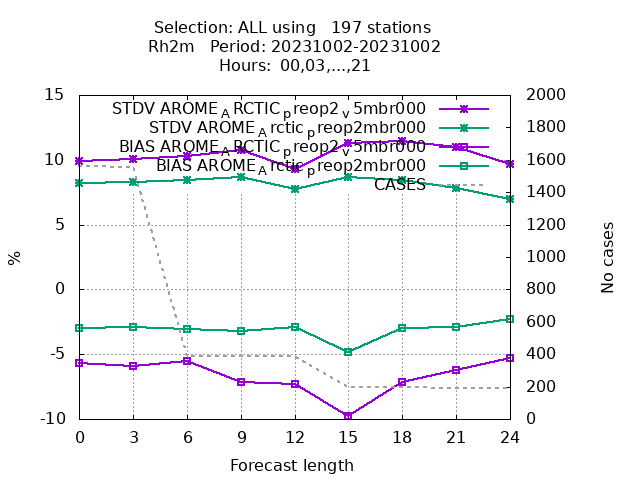 Selection: ALL using   197 stations
Rh2m   Period: 20231002-20231002
Hours:  00,03,...,21
STDV AROME_ARCTIC_preop2_v5mbr000
STDV AROME_Arctic_preop2mbr000
BIAS AROME_ARCTIC_preop2_v5mbr000
BIAS AROME_Arctic_preop2mbr000
CASES
15
10
5
0
-5
-10
%
2000
1800
1600
1400
1200
1000
800
600
400
200
0
No cases
0 3 6 9 12 15 18 21 24
Forecast length